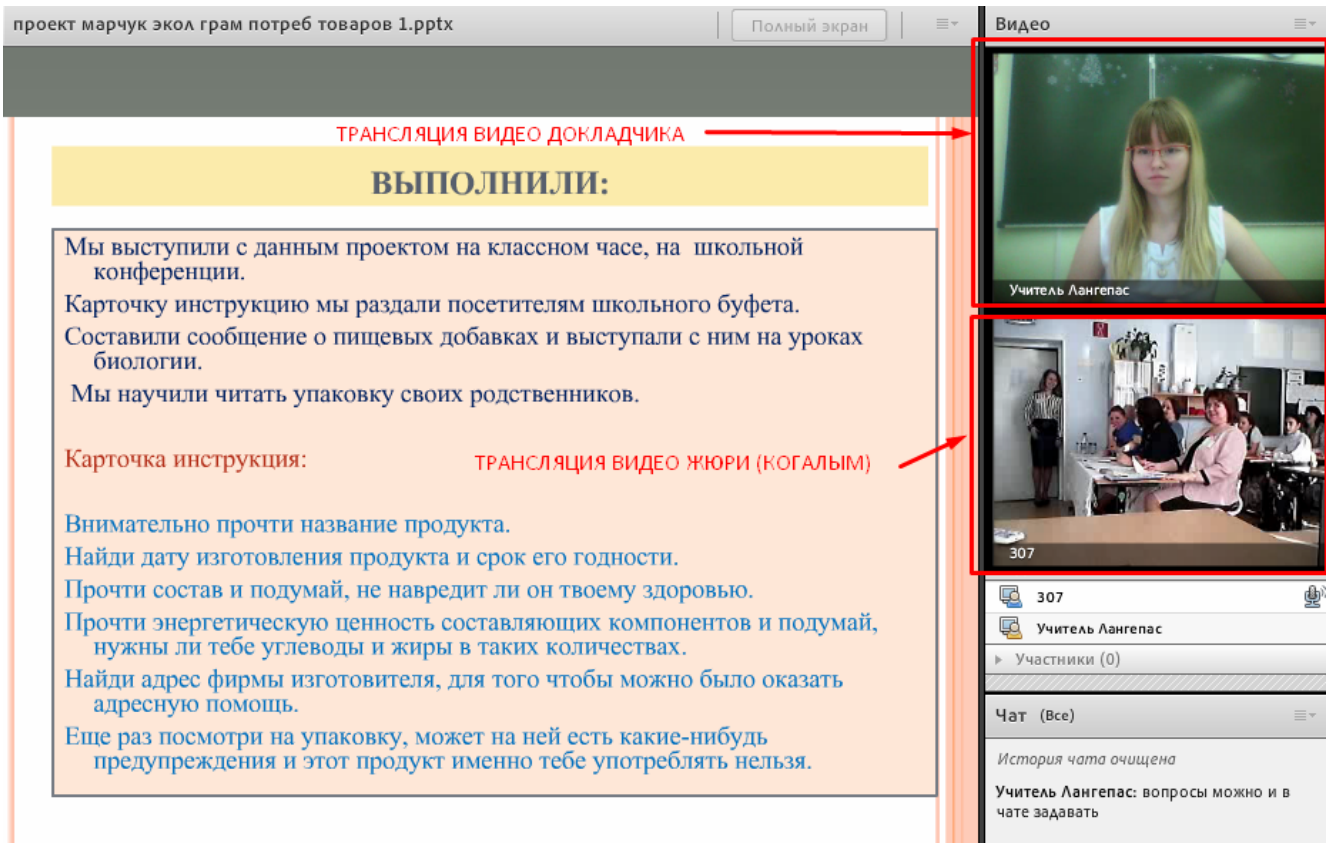 проект марчук экол грам потреб товаров 1.pptx
Полный экран
ТРАНСЛЯЦИЯ ВИДЕО ДОКЛАДЧИКА
ВЫПОЛНИЛИ:
Мы выступили с данным проектом на классном часе, на школьной
конференции.
Карточку инструкцию мы раздали посетителям школьного буфета.
Составили сообщение о пищевых добавках и выступали с ним на уроках
биологии.
Мы научили читать упаковку своих родственников.
Карточка инструкция:
ТРАНСЛЯЦИЯ ВИДЕО ЖЮРИ (КОГАЛЫМ)
Внимательно прочти название продукта.
Найди дату изготовления продукта и срок его годности.
Прочти состав и подумай, не навредит ли он твоему здоровью.
Прочти энергетическую ценность составляющих компонентов и подумай,
нужны ли тебе углеводы и жиры в таких количествах.
Найди адрес фирмы изготовителя, для того чтобы можно было оказать
адресную помощь.
Еще раз посмотри на упаковку, может на ней есть какие-нибудь
предупреждения и этот продукт именно тебе употреблять нельзя.
Видео
Учитель Лангепас
307
307
Учитель Лангепас
Участники (0)
Чат (Все)
История чата очищена
Учитель Лангепас: вопросы можно и в
чате задавать